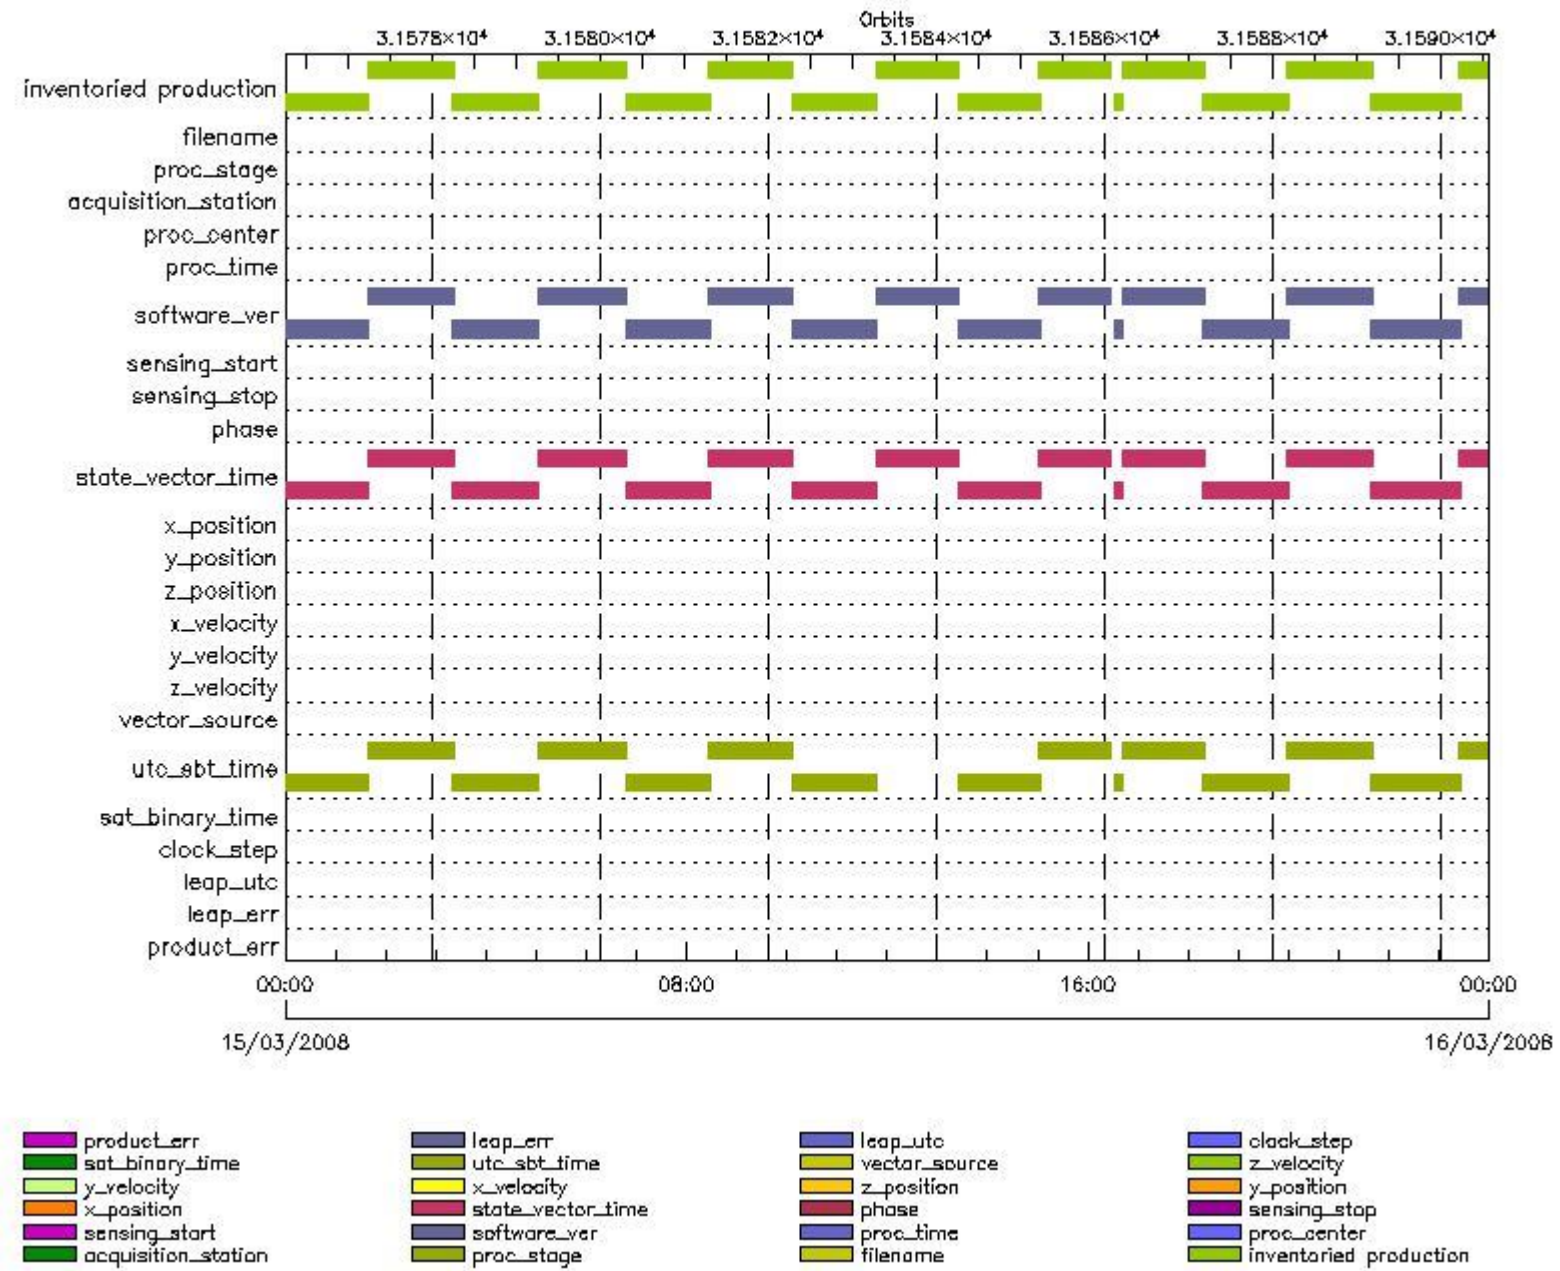 Orbits
3.1578×10⁴ 3.1580×10⁴ 3.1582×10⁴ 3.1584×10⁴ 3.1586×10⁴ 3.1588×10⁴ 3.1590×10⁴
inventoried production
filename
proc_stage
acquisition_station
proc_center
proc_time
software_ver
sensing_start
sensing_stop
phase
state_vector_time
x_position
y_position
z_position
x_velocity
y_velocity
z_velocity
vector_source
utc_sbt_time
sat_binary_time
clock_step
leap_utc
leap_err
product_err
00:00 08:00 16:00 00:00
15/03/2008 16/03/2008
product_err leap_err leap_utc clock_step
sat_binary_time utc_sbt_time vector_source z_velocity
y_velocity x_velocity z_position y_position
x_position state_vector_time phase sensing_stop
sensing_start software_ver proc_time proc_center
acquisition_station proc_stage filename inventoried production